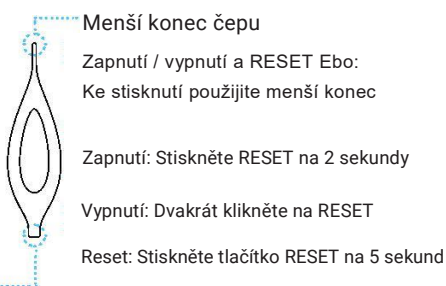 Menší konec čepu
Zapnutí / vypnutí a RESET Ebo:
Ke stisknutí použijite menší konec
Zapnutí: Stiskněte RESET na 2 sekundy
Vypnutí: Dvakrát klikněte na RESET
Reset: Stiskněte tlačítko RESET na 5 sekund